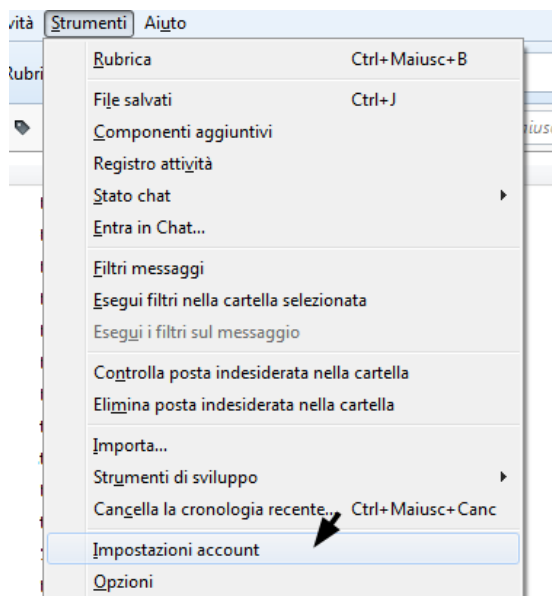 vità Strumenti Aiuto
Rubri
Rubrica Ctrl+Maiusc+B
File salvati Ctrl+J
Componenti aggiuntivi
iusc
Registro attività
Stato chat
Entra in Chat...
Filtri messaggi
Esegui filtri nella cartella selezionata
Esegui i filtri sul messaggio
Controlla posta indesiderata nella cartella
Elimina posta indesiderata nella cartella
Importa...
Strumenti di sviluppo
Cancella la cronologia recente... Ctrl+Maiusc+Canc
Impostazioni account
Opzioni